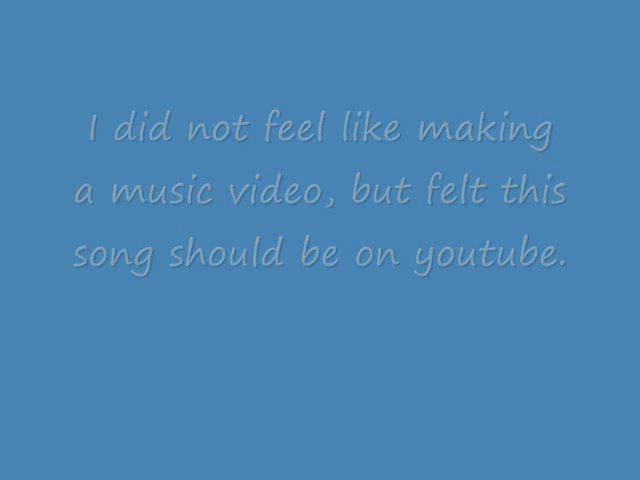 I did not feel like making
a music video, but felt this
song should be on youtube.